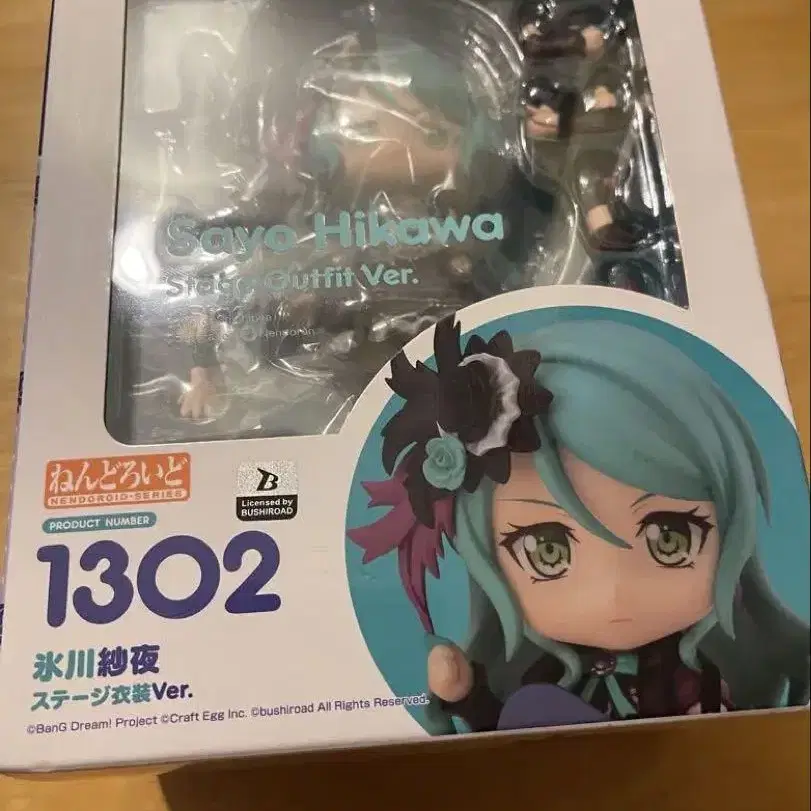 Sayo Hikawa
Stage Outfit Ver.
ねんどろいど
NENDOROID-SERIES
B
Licensed by
BUSHIROAD
PRODUCT NUMBER
1302
氷川紗夜
ステージ衣装Ver.
©BanG Dream! Project ©Craft Egg Inc. ©bushiroad All Rights Reserved.